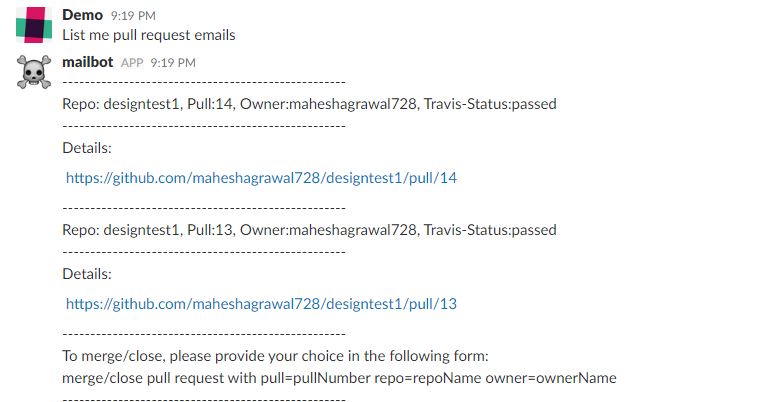 Demo 9:19 PM
List me pull request emails
mailbot APP 9:19 PM
--------------------------------------------------
Repo: designtest1, Pull:14, Owner:maheshagrawal728, Travis-Status:passed
--------------------------------------------------
Details:
https://github.com/maheshagrawal728/designtest1/pull/14
--------------------------------------------------
Repo: designtest1, Pull:13, Owner:maheshagrawal728, Travis-Status:passed
--------------------------------------------------
Details:
https://github.com/maheshagrawal728/designtest1/pull/13
--------------------------------------------------
To merge/close, please provide your choice in the following form:
merge/close pull request with pull=pullNumber repo=repoName owner=ownerName
--------------------------------------------------